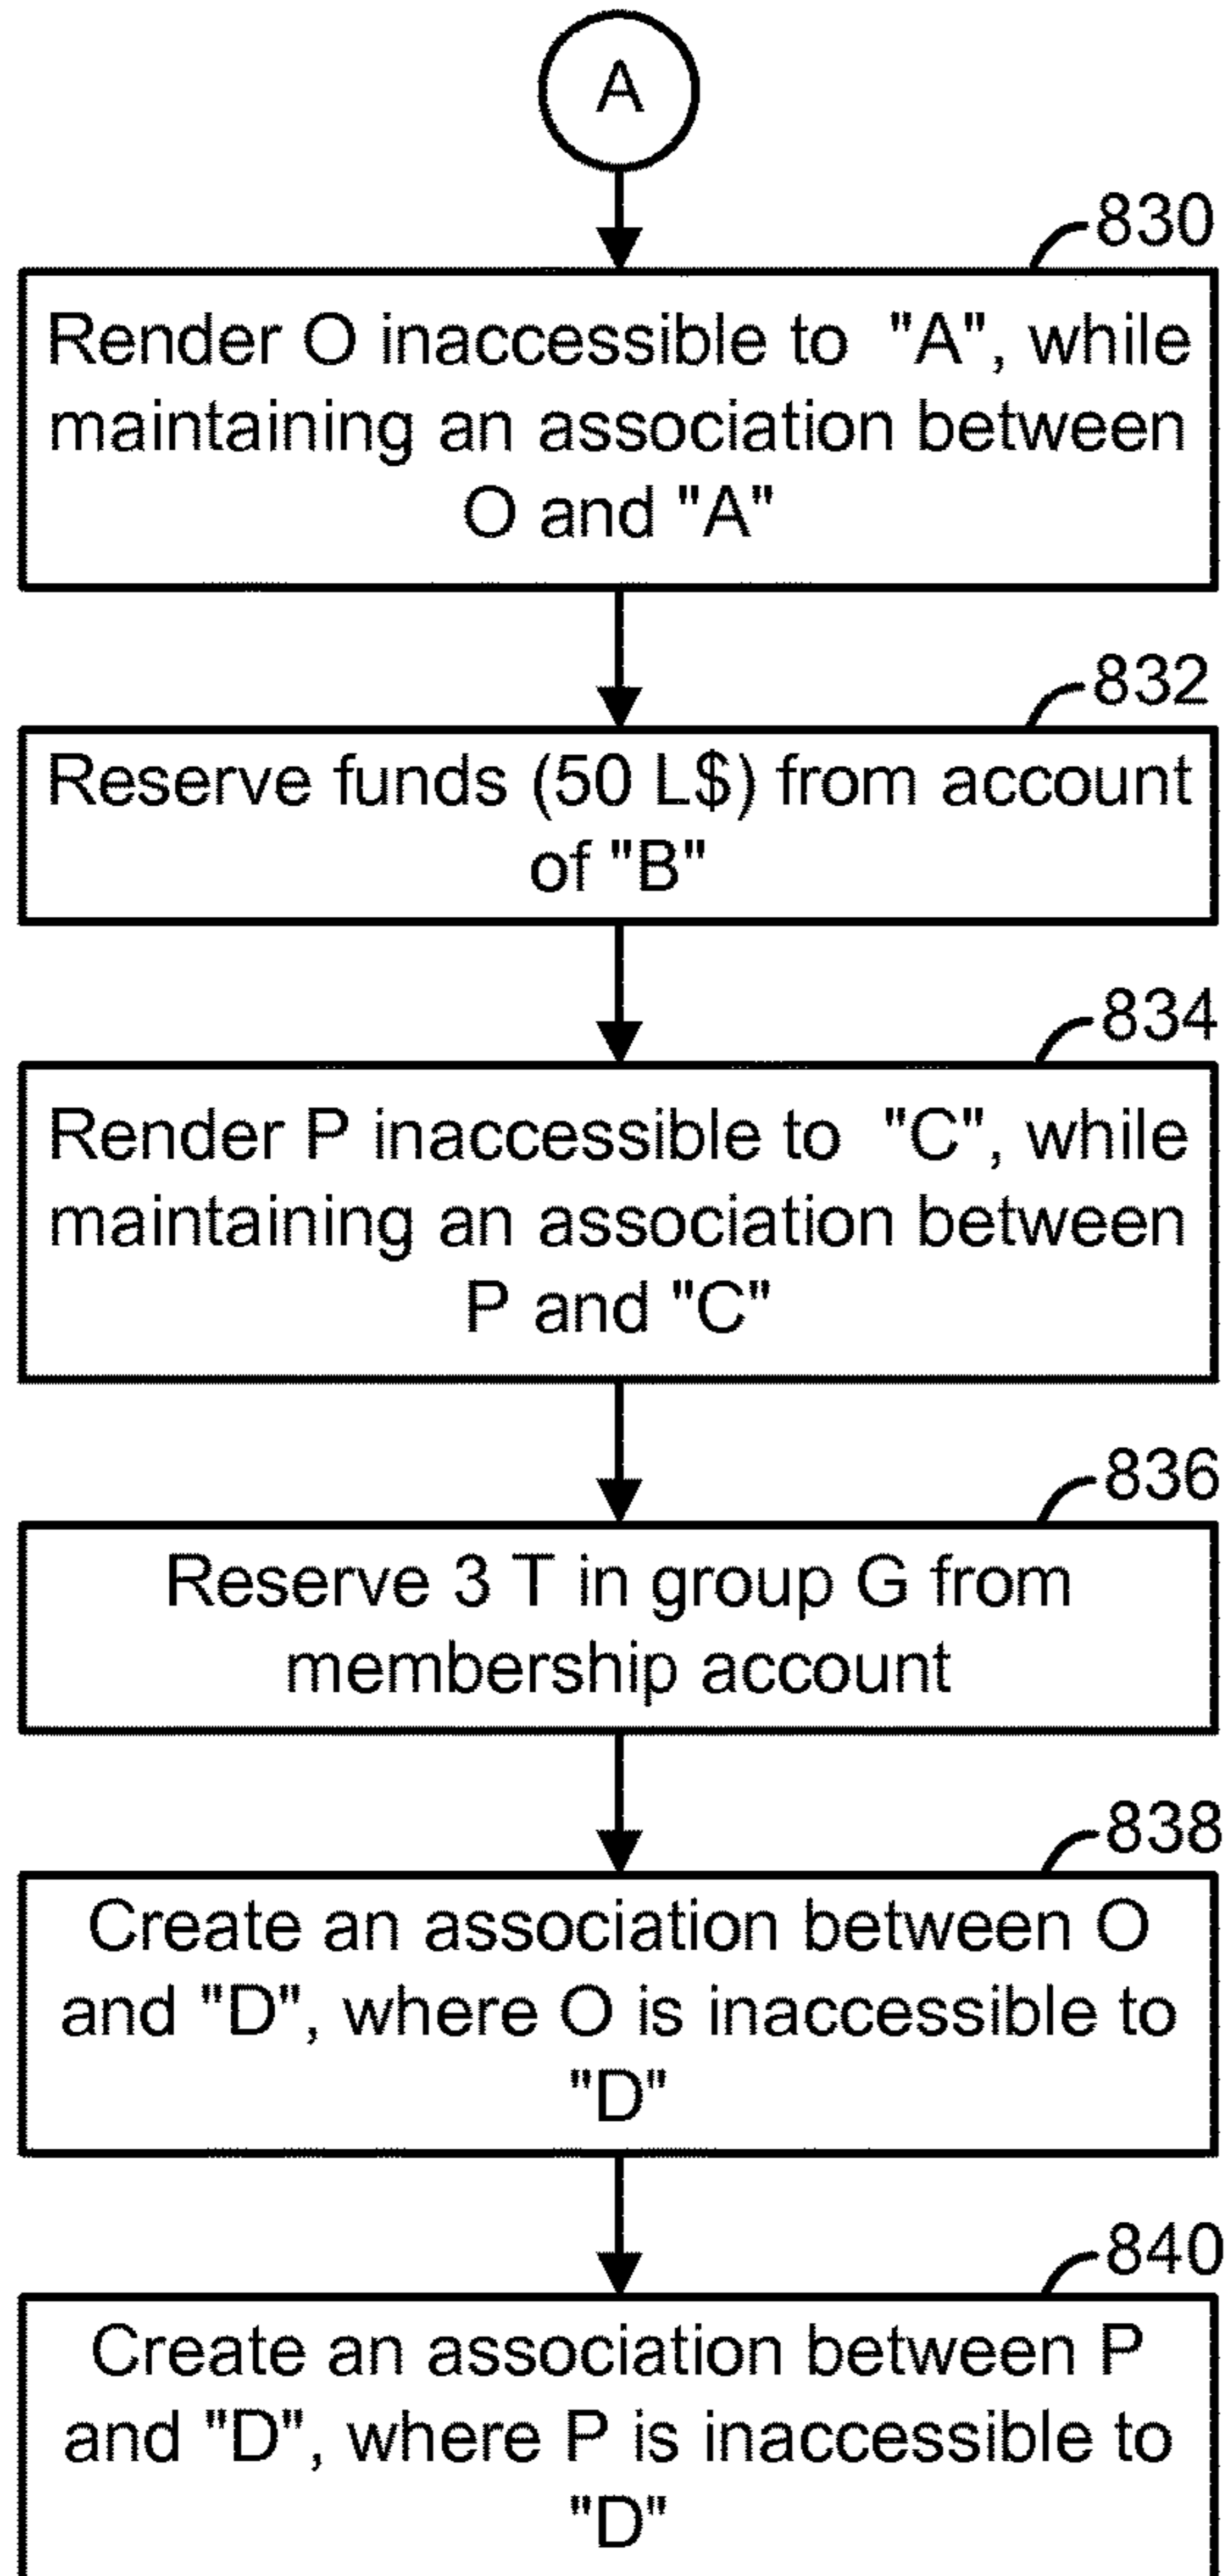 A
830
Render O inaccessible to "A", while
maintaining an association between
O and "A"
832
Reserve funds (50 L$) from account
of "B"
834
Render P inaccessible to "C", while
maintaining an association between
P and "C"
836
Reserve 3 T in group G from
membership account
838
Create an association between O
and "D", where O is inaccessible to
"D"
840
Create an association between P
and "D", where P is inaccessible to
"D"